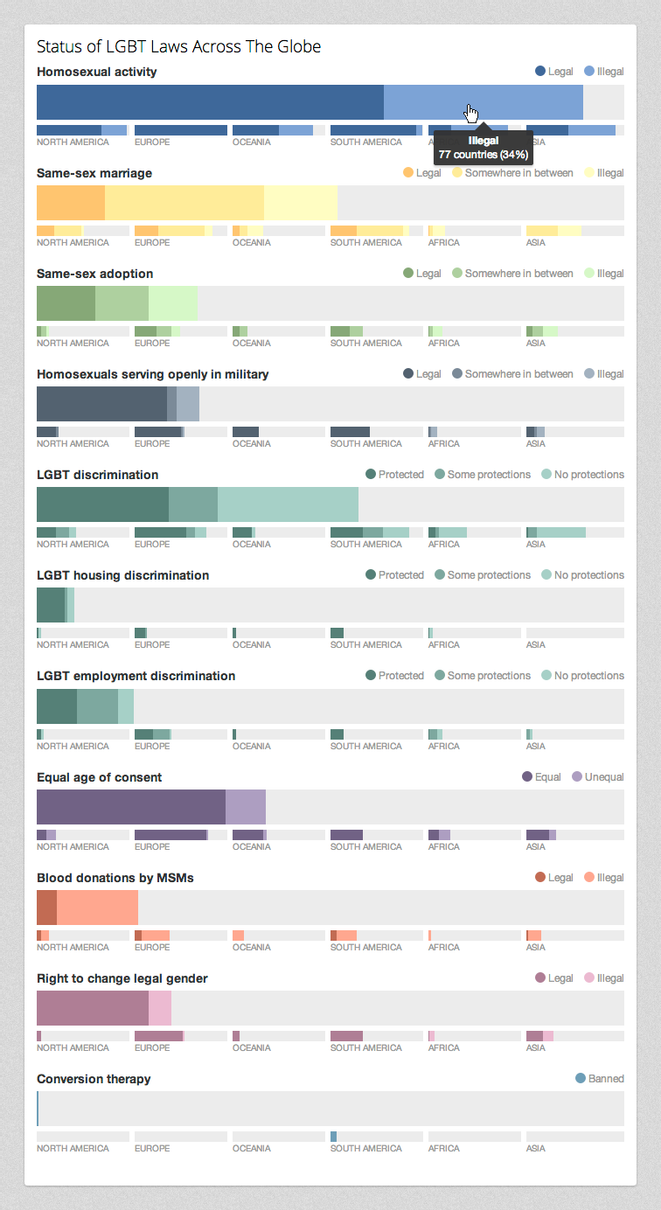 Status of LGBT Laws Across The Globe
Homosexual activity Legal Illegal
NORTH AMERICA EUROPE OCEANIA SOUTH AMERICA
Illegal
77 countries (34%)
Same-sex marriage Legal Somewhere in between Illegal
NORTH AMERICA EUROPE OCEANIA SOUTH AMERICA AFRICA ASIA
Same-sex adoption Legal Somewhere in between Illegal
NORTH AMERICA EUROPE OCEANIA SOUTH AMERICA AFRICA ASIA
Homosexuals serving openly in military Legal Somewhere in between Illegal
NORTH AMERICA EUROPE OCEANIA SOUTH AMERICA AFRICA ASIA
LGBT discrimination Protected Some protections No protections
NORTH AMERICA EUROPE OCEANIA SOUTH AMERICA AFRICA ASIA
LGBT housing discrimination Protected Some protections No protections
NORTH AMERICA EUROPE OCEANIA SOUTH AMERICA AFRICA ASIA
LGBT employment discrimination Protected Some protections No protections
NORTH AMERICA EUROPE OCEANIA SOUTH AMERICA AFRICA ASIA
Equal age of consent Equal Unequal
NORTH AMERICA EUROPE OCEANIA SOUTH AMERICA AFRICA ASIA
Blood donations by MSMs Legal Illegal
NORTH AMERICA EUROPE OCEANIA SOUTH AMERICA AFRICA ASIA
Right to change legal gender Legal Illegal
NORTH AMERICA EUROPE OCEANIA SOUTH AMERICA AFRICA ASIA
Conversion therapy Banned
NORTH AMERICA EUROPE OCEANIA SOUTH AMERICA AFRICA ASIA